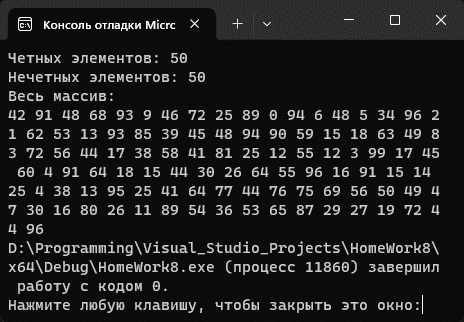 Консоль отладки Micrc
Четных элементов: 50
Нечетных элементов: 50
Весь массив:
42 91 48 68 93 9 46 72 25 89 0 94 6 48 5 34 96 2
1 62 53 13 93 85 39 45 48 94 90 59 15 18 63 49 8
3 72 56 44 17 38 58 41 81 25 12 55 12 3 99 17 45
 60 4 91 64 18 15 44 30 26 64 55 96 16 91 15 14
25 4 38 13 95 25 41 64 77 44 76 75 69 56 50 49 4
7 30 16 80 26 11 89 54 36 53 65 87 29 27 19 72 4
4 96
D:\Programming\Visual_Studio_Projects\HomeWork8\
x64\Debug\HomeWork8.exe (процесс 11860) завершил
 работу с кодом 0.
Нажмите любую клавишу, чтобы закрыть это окно: